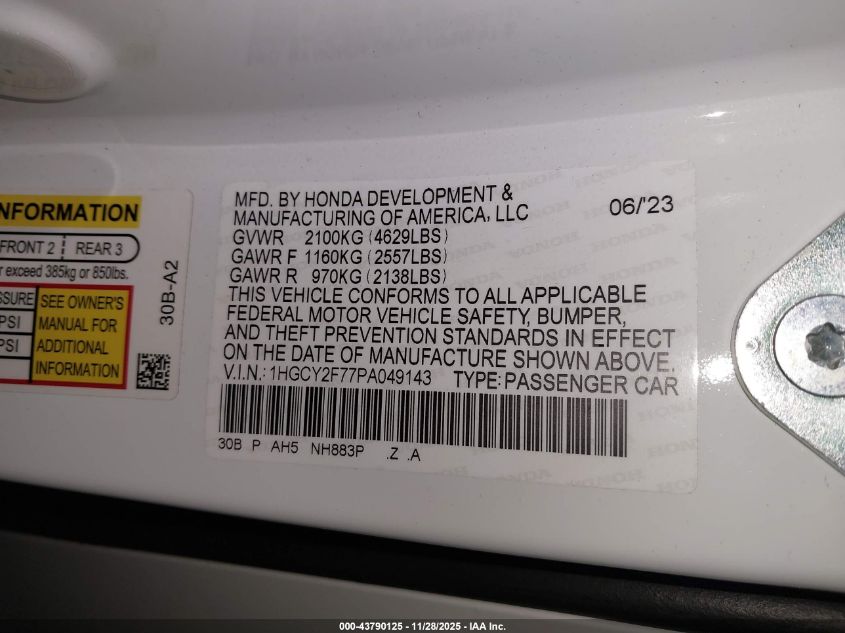 NFORMATION
FRONT 2 REAR 3
r exceed 385kg or 850lbs.
SSURE SEE OWNER'S
PSI MANUAL FOR
PSI ADDITIONAL
INFORMATION
30B-A2
MFD. BY HONDA DEVELOPMENT &
MANUFACTURING OF AMERICA, LLC 06/'23
GVWR 2100KG (4629LBS)
GAWR F 1160KG (2557LBS)
GAWR R 970KG (2138LBS)
THIS VEHICLE CONFORMS TO ALL APPLICABLE
FEDERAL MOTOR VEHICLE SAFETY, BUMPER,
AND THEFT PREVENTION STANDARDS IN EFFECT
ON THE DATE OF MANUFACTURE SHOWN ABOVE.
V.I.N.: 1HGCY2F77PA049143 TYPE: PASSENGER CAR
30B P AH5 NH883P .Z .A
000-43790125 - 11/28/2025 - IAA Inc.